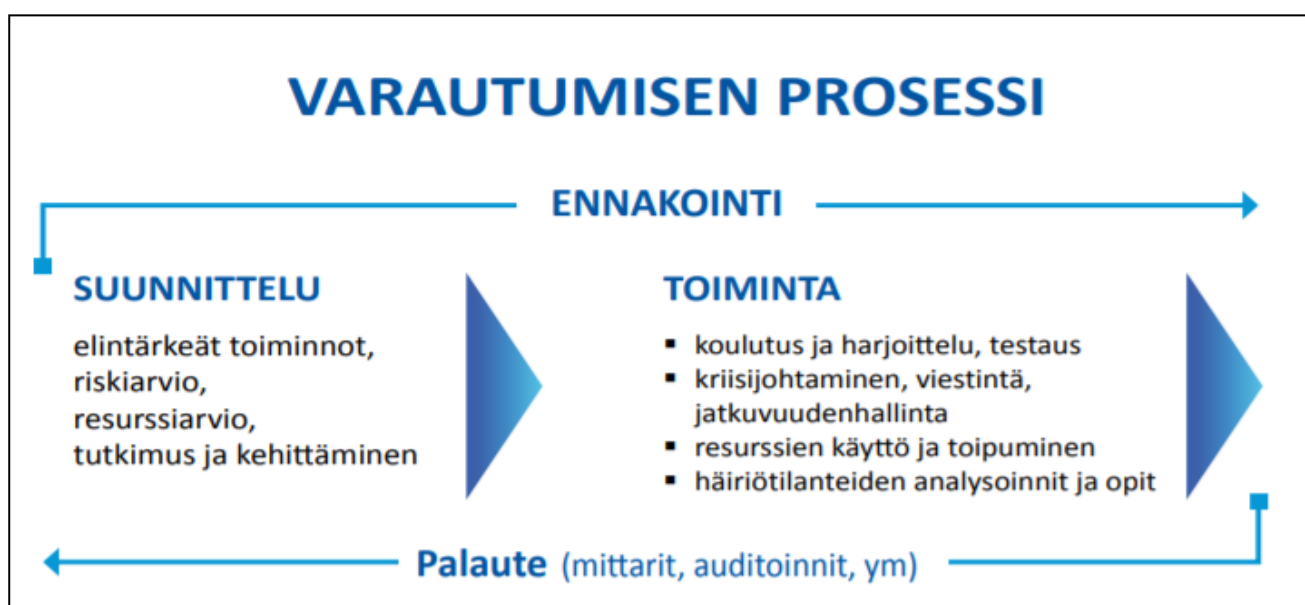 VARAUTUMISEN PROSESSI
ENNAKOINTI
SUUNNITTELU
elintärkeät toiminnot,
riskiarvio,
resurssiarvio,
tutkimus ja kehittäminen
TOIMINTA
▪ koulutus ja harjoittelu, testaus
▪ kriisijohtaminen, viestintä,
jatkuvuudenhallinta
▪ resurssien käyttö ja toipuminen
▪ häiriötilanteiden analysoinnit ja opit
Palaute (mittarit, auditoinnit, ym)